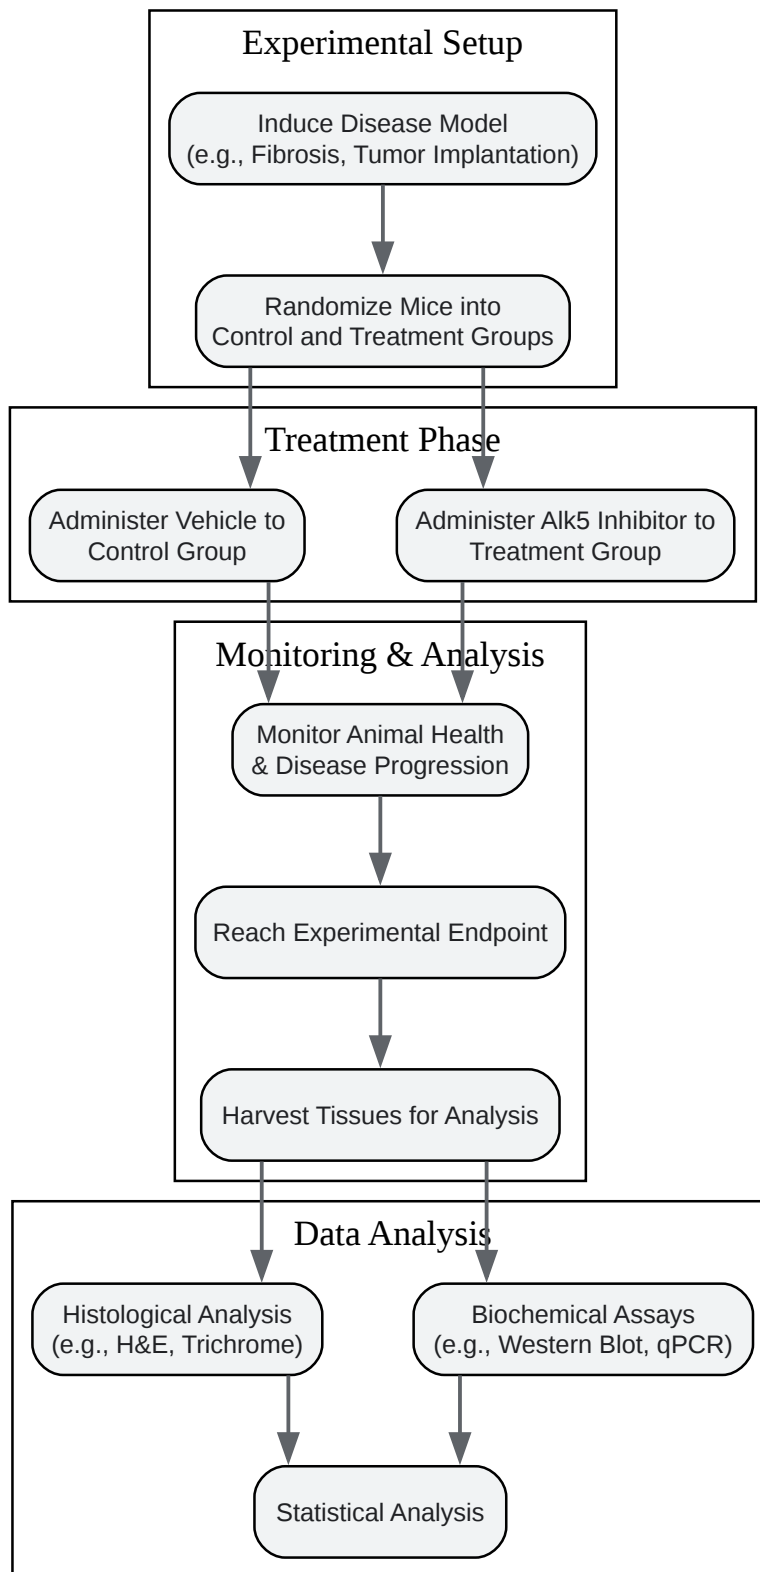 Experimental Setup
Induce Disease Model
(e.g., Fibrosis, Tumor Implantation)
Randomize Mice into
Control and Treatment Groups
Treatment Phase
Administer Vehicle to
Control Group
Administer Alk5 Inhibitor to
Treatment Group
Monitoring & Analysis
Monitor Animal Health
& Disease Progression
Reach Experimental Endpoint
Harvest Tissues for Analysis
Data Analysis
Histological Analysis
(e.g., H&E, Trichrome)
Biochemical Assays
(e.g., Western Blot, qPCR)
Statistical Analysis